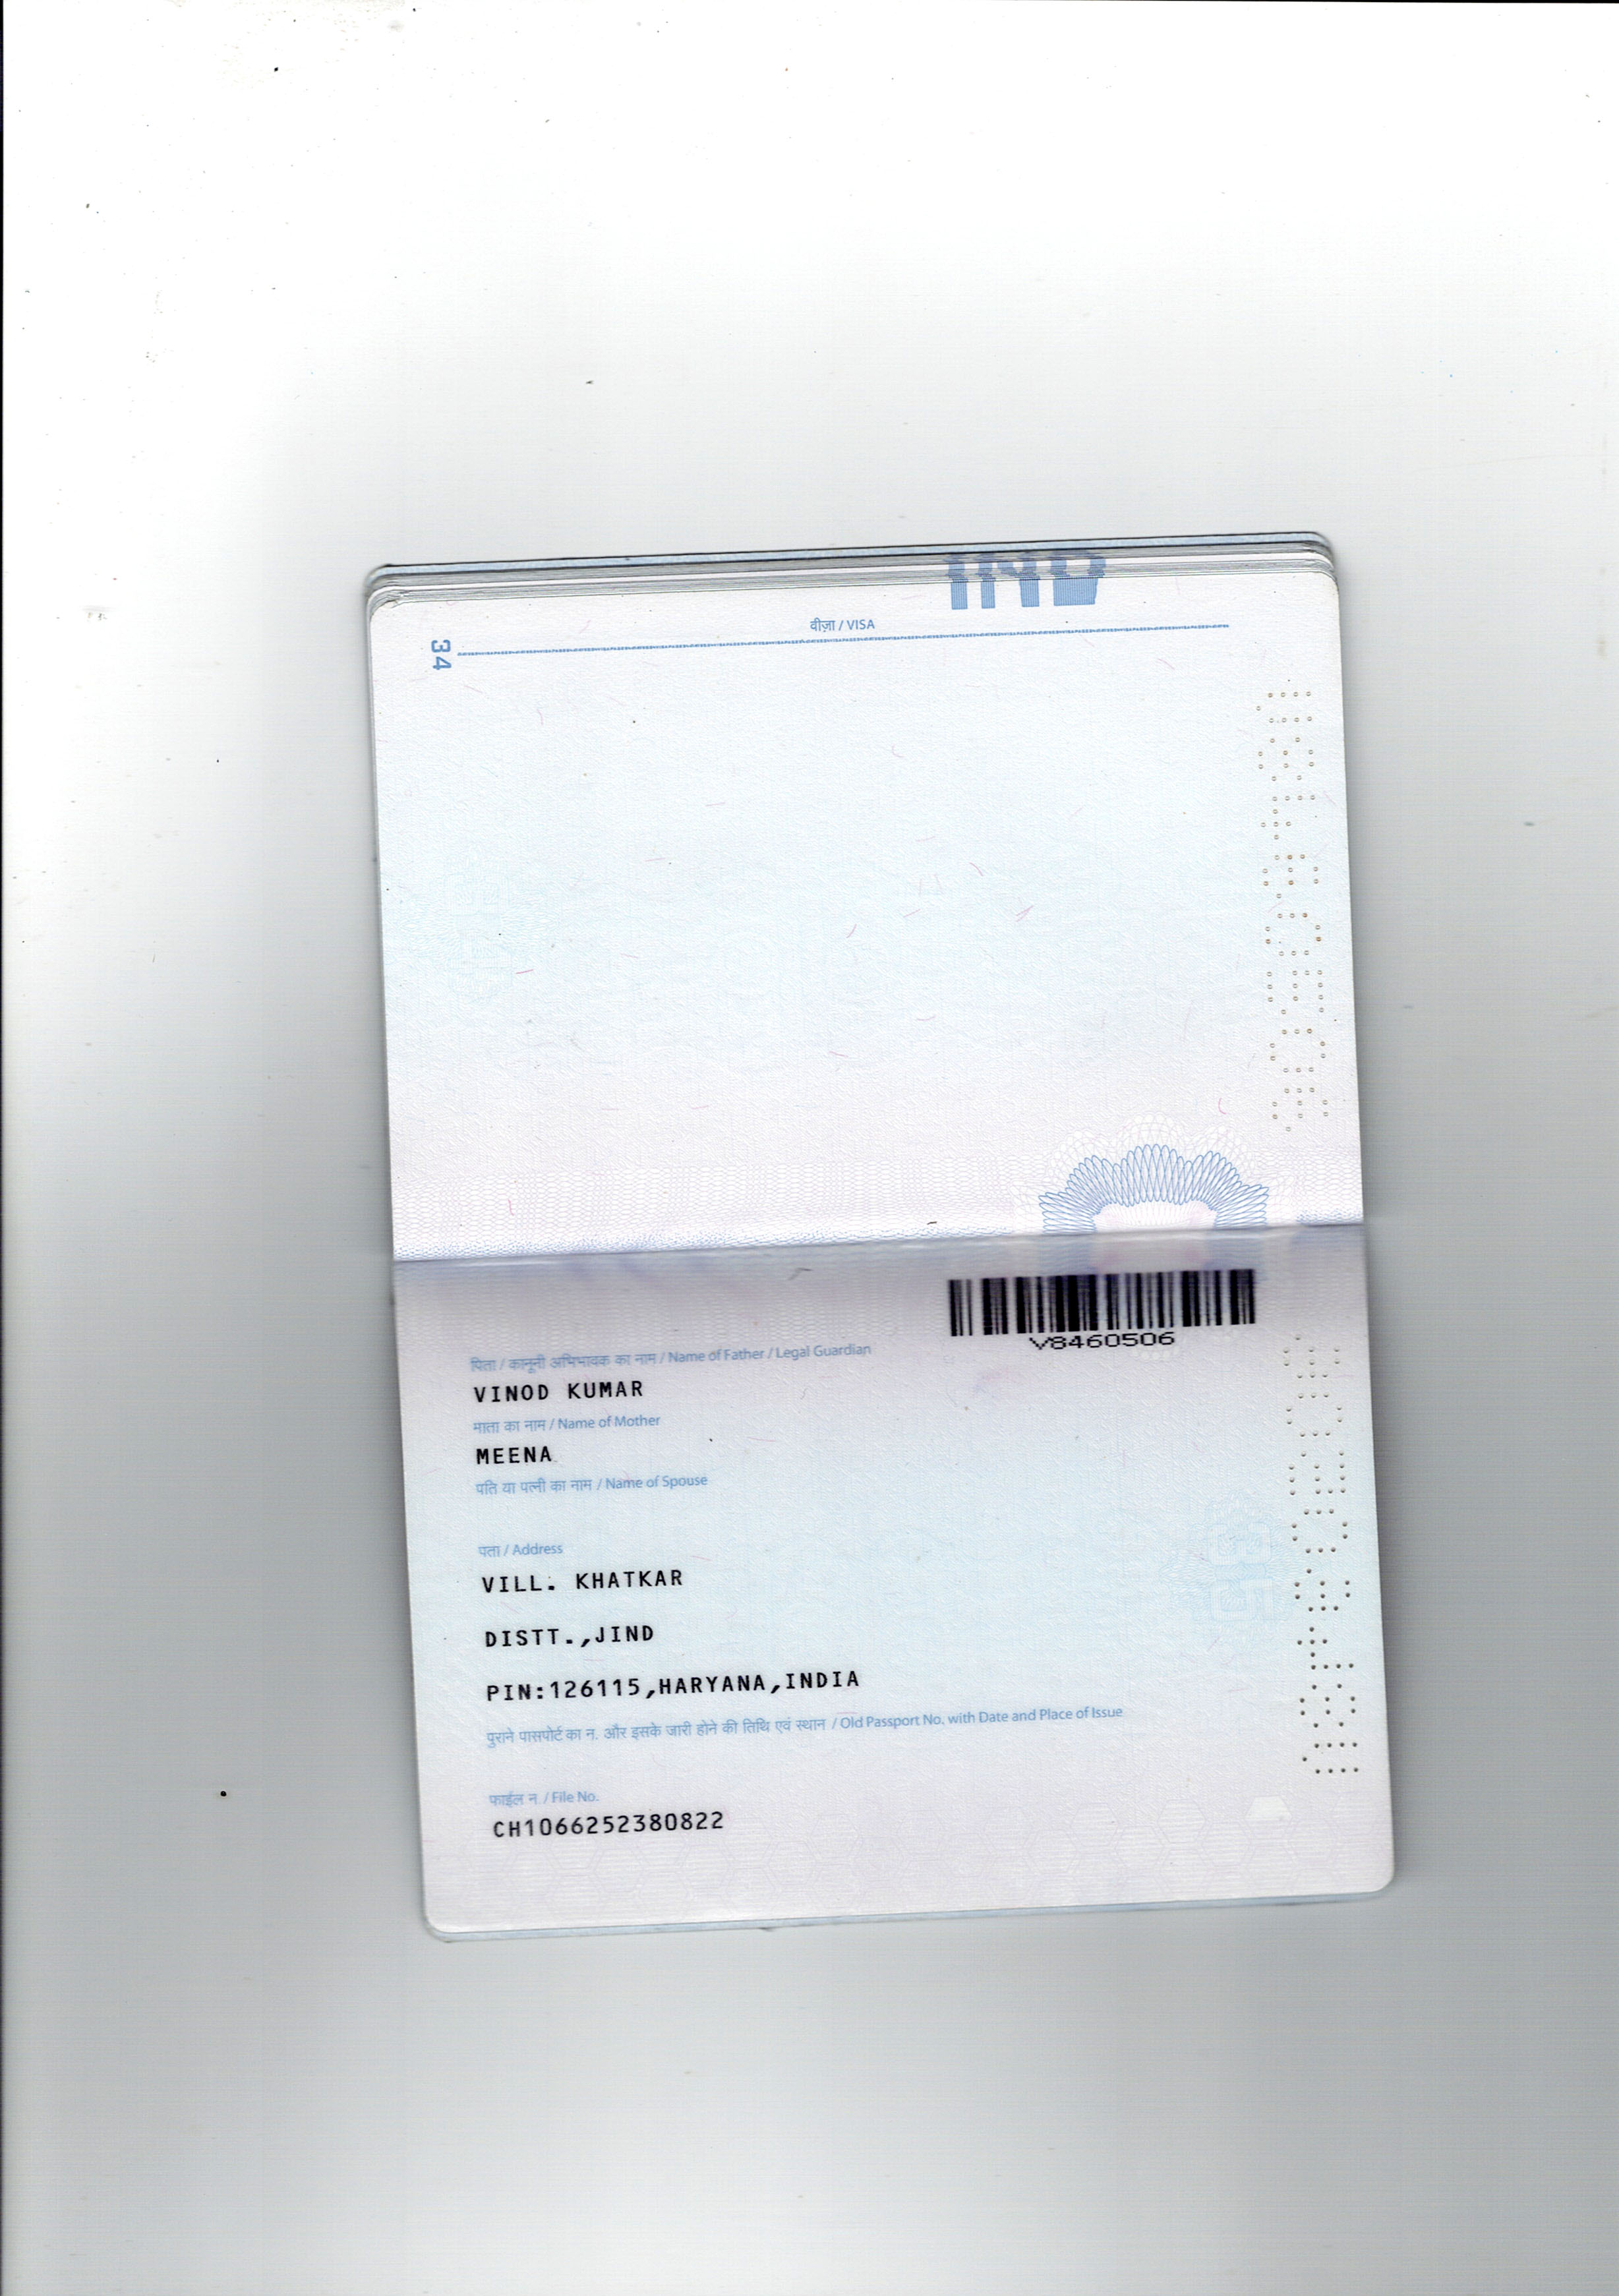 IND
वीज़ा / VISA
34
V8460506
पिता / कानूनी अभिभावक का नाम / Name of Father / Legal Guardian
VINOD KUMAR
माता का नाम / Name of Mother
MEENA
पति या पत्नी का नाम / Name of Spouse
पता / Address
VILL. KHATKAR
DISTT.,JIND
PIN:126115,HARYANA,INDIA
पुराने पासपोर्ट का न. और इसके जारी होने की तिथि एवं स्थान / Old Passport No. with Date and Place of Issue
फाईल न. / File No.
CH1066252380822